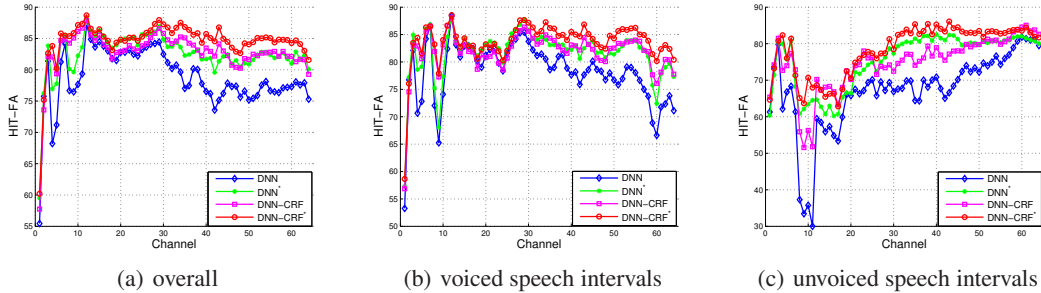 90
85
80
75
70
65
60
55
HIT−FA
0
10
20
30
40
50
60
Channel
DNN
DNN*
DNN−CRF
DNN−CRF*
(a) overall
90
85
80
75
70
65
60
55
50
HIT−FA
0
10
20
30
40
50
60
Channel
DNN
DNN*
DNN−CRF
DNN−CRF*
(b) voiced speech intervals
90
80
70
60
50
40
30
HIT−FA
0
10
20
30
40
50
60
Channel
DNN
DNN*
DNN−CRF
DNN−CRF*
(c) unvoiced speech intervals